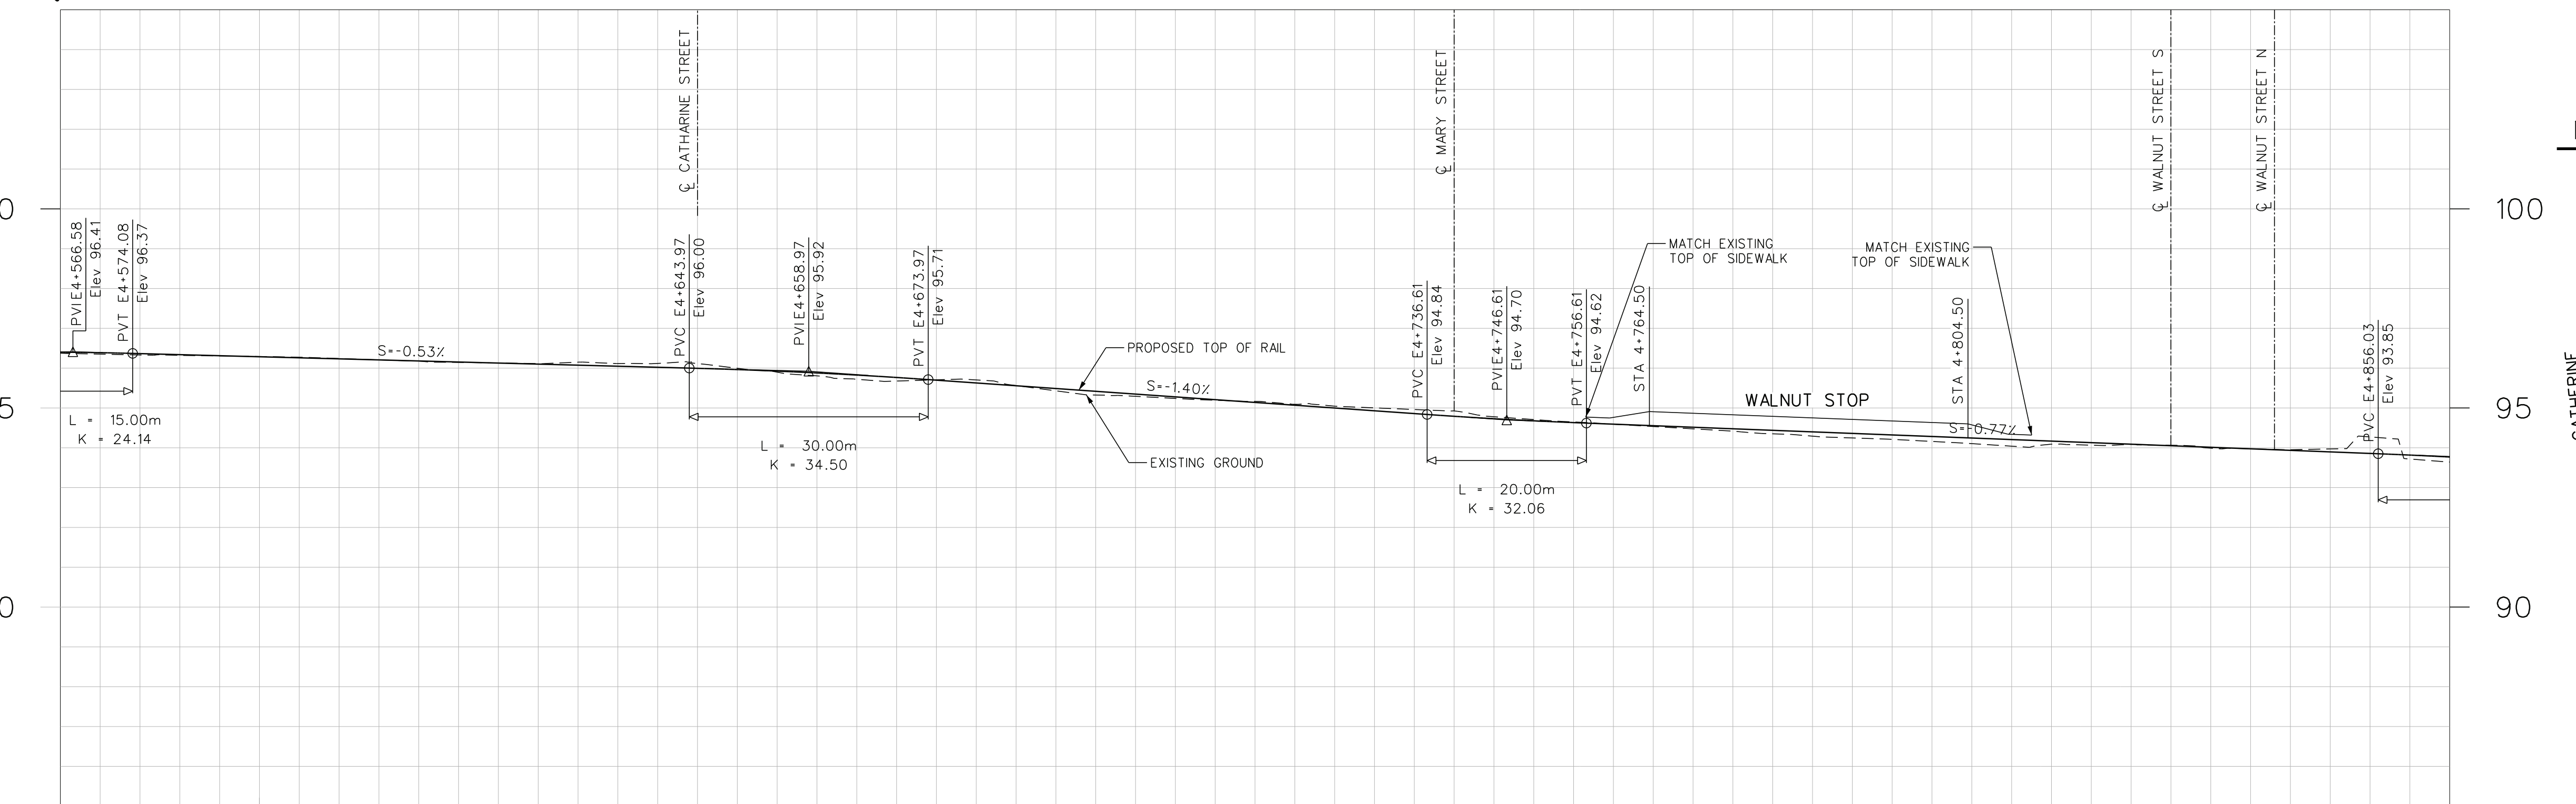 ℄ CATHARINE STREET
℄ MARY STREET
℄ WALNUT STREET S
℄ WALNUT STREET N
100
PVI E4+566.58
Elev 96.41
PVT E4+574.08
Elev 96.37
PVC E4+643.97
Elev 96.00
PVI E4+658.97
Elev 95.92
PVT E4+673.97
Elev 95.71
PVC E4+736.61
Elev 94.84
PVI E4+746.61
Elev 94.70
PVT E4+756.61
Elev 94.62
STA 4+764.50
MATCH EXISTING
TOP OF SIDEWALK
MATCH EXISTING
TOP OF SIDEWALK
STA 4+804.50
PVC E4+856.03
Elev 93.85
S=-0.53%
PROPOSED TOP OF RAIL
S=-1.40%
WALNUT STOP
S=-0.77%
95
L = 15.00m
K = 24.14
L = 30.00m
K = 34.50
EXISTING GROUND
L = 20.00m
K = 32.06
90